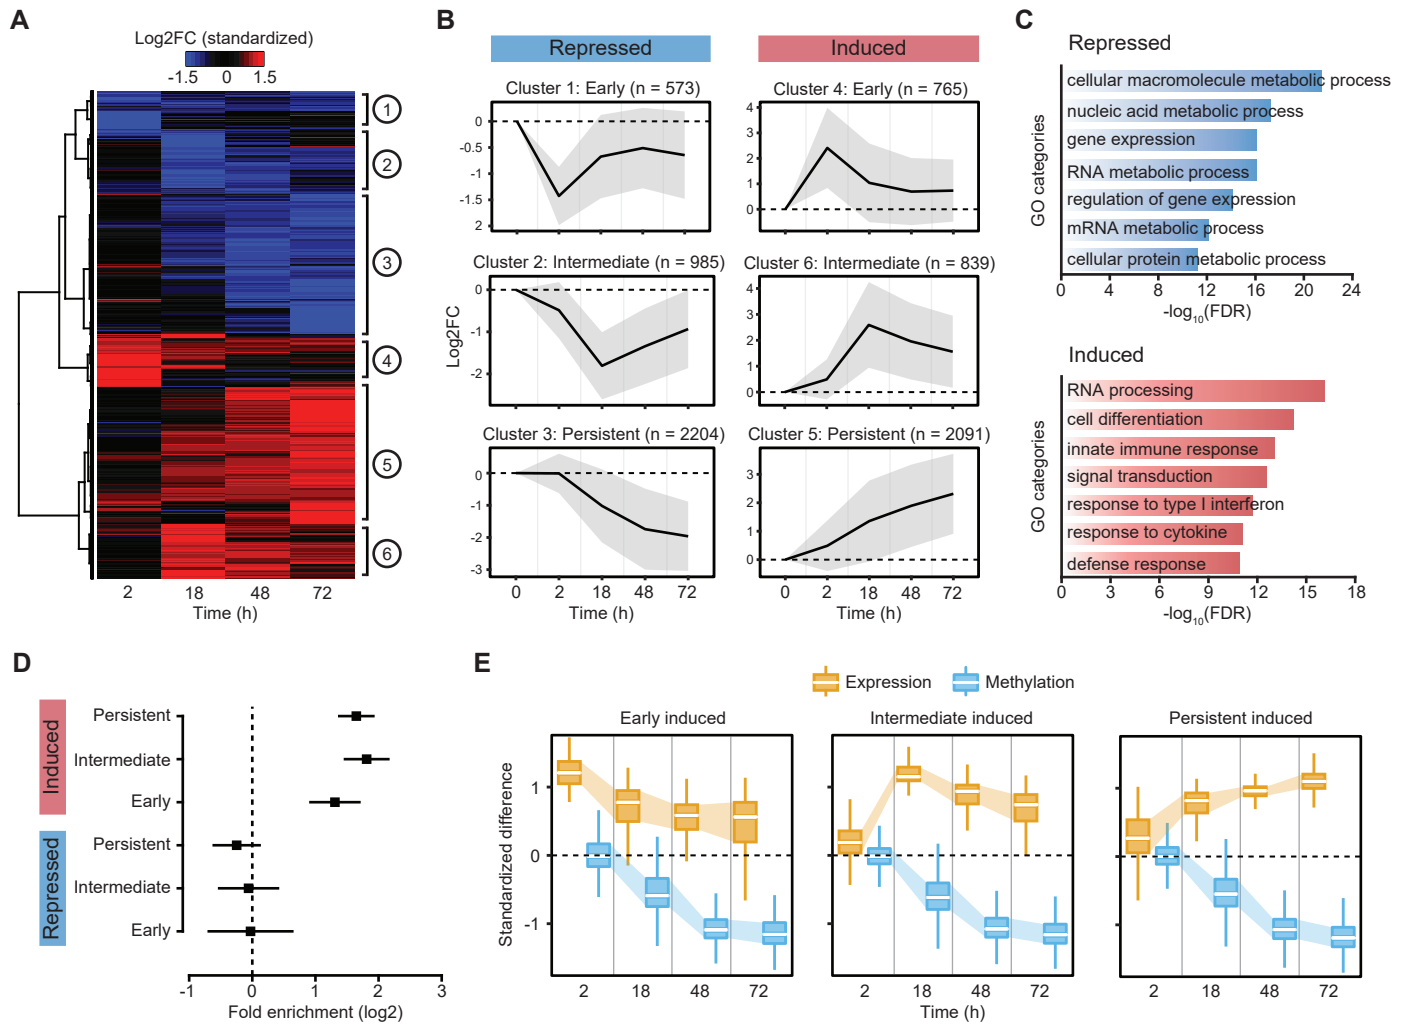 A
Log2FC (standardized)
-1.5 0 1.5
1
2
3
4
5
6
2 18 48 72
Time (h)
B
Repressed
Induced
Cluster 1: Early (n = 573)
0
-0.5
-1
-1.5
2
Cluster 4: Early (n = 765)
4
3
2
1
0
Log2FC
Cluster 2: Intermediate (n = 985)
0
-1
-2
Cluster 6: Intermediate (n = 839)
4
3
2
1
0
Cluster 3: Persistent (n = 2204)
0
-1
-2
-3
0 2 18 48 72
Time (h)
Cluster 5: Persistent (n = 2091)
3
2
1
0
0 2 18 48 72
Time (h)
C
Repressed
GO categories
cellular macromolecule metabolic process
nucleic acid metabolic process
gene expression
RNA metabolic process
regulation of gene expression
mRNA metabolic process
cellular protein metabolic process
0 4 8 12 16 20 24
-log10(FDR)
Induced
GO categories
RNA processing
cell differentiation
innate immune response
signal transduction
response to type I interferon
response to cytokine
defense response
0 3 6 9 12 15 18
-log10(FDR)
D
Induced
Persistent
Intermediate
Early
Repressed
Persistent
Intermediate
Early
-1 0 1 2 3
Fold enrichment (log2)
E
Expression Methylation
Early induced
Intermediate induced
Persistent induced
Standardized difference
1
0
-1
2 18 48 72
2 18 48 72
2 18 48 72
Time (h)